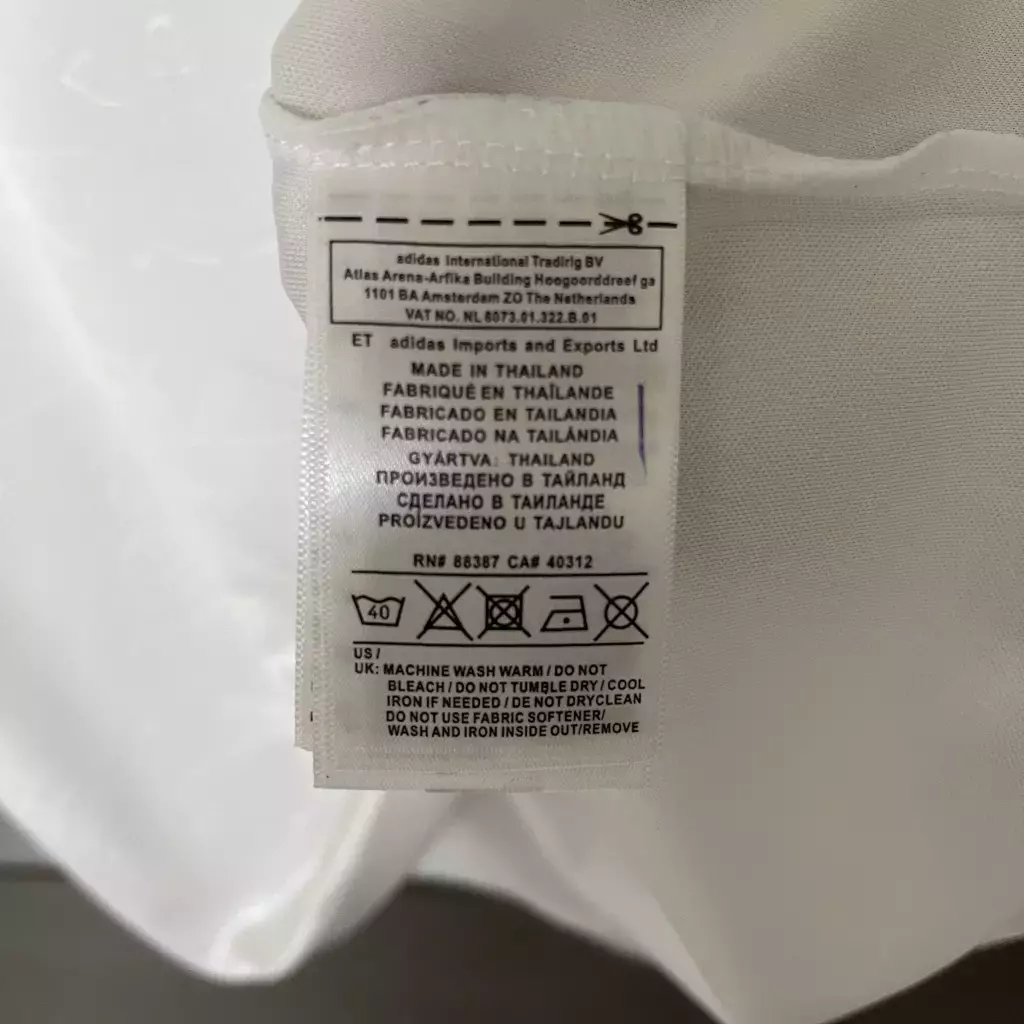 adidas International Tradirig BV
Atlas Arena-Arfika Building Hoogoorddreef ga
1101 BA Amsterdam ZO The Netherlands
VAT NO. NL 8073.01.322.B.01
ET adidas Imports and Exports Ltd
MADE IN THAILAND
FABRIQUÉ EN THAÎLANDE
FABRICADO EN TAILANDIA
FABRICADO NA TAILÂNDIA
GYÁRTVA: THAILAND
ПРОИЗВЕДЕНО В ТАЙЛАНД
СДЕЛАНО В ТАИЛАНДЕ
PROIZVEDENO U TAJLANDU
RN# 88387 CA# 40312
40
US /
UK: MACHINE WASH WARM / DO NOT
BLEACH / DO NOT TUMBLE DRY / COOL
IRON IF NEEDED / DE NOT DRYCLEAN
DO NOT USE FABRIC SOFTENER/
WASH AND IRON INSIDE OUT/REMOVE